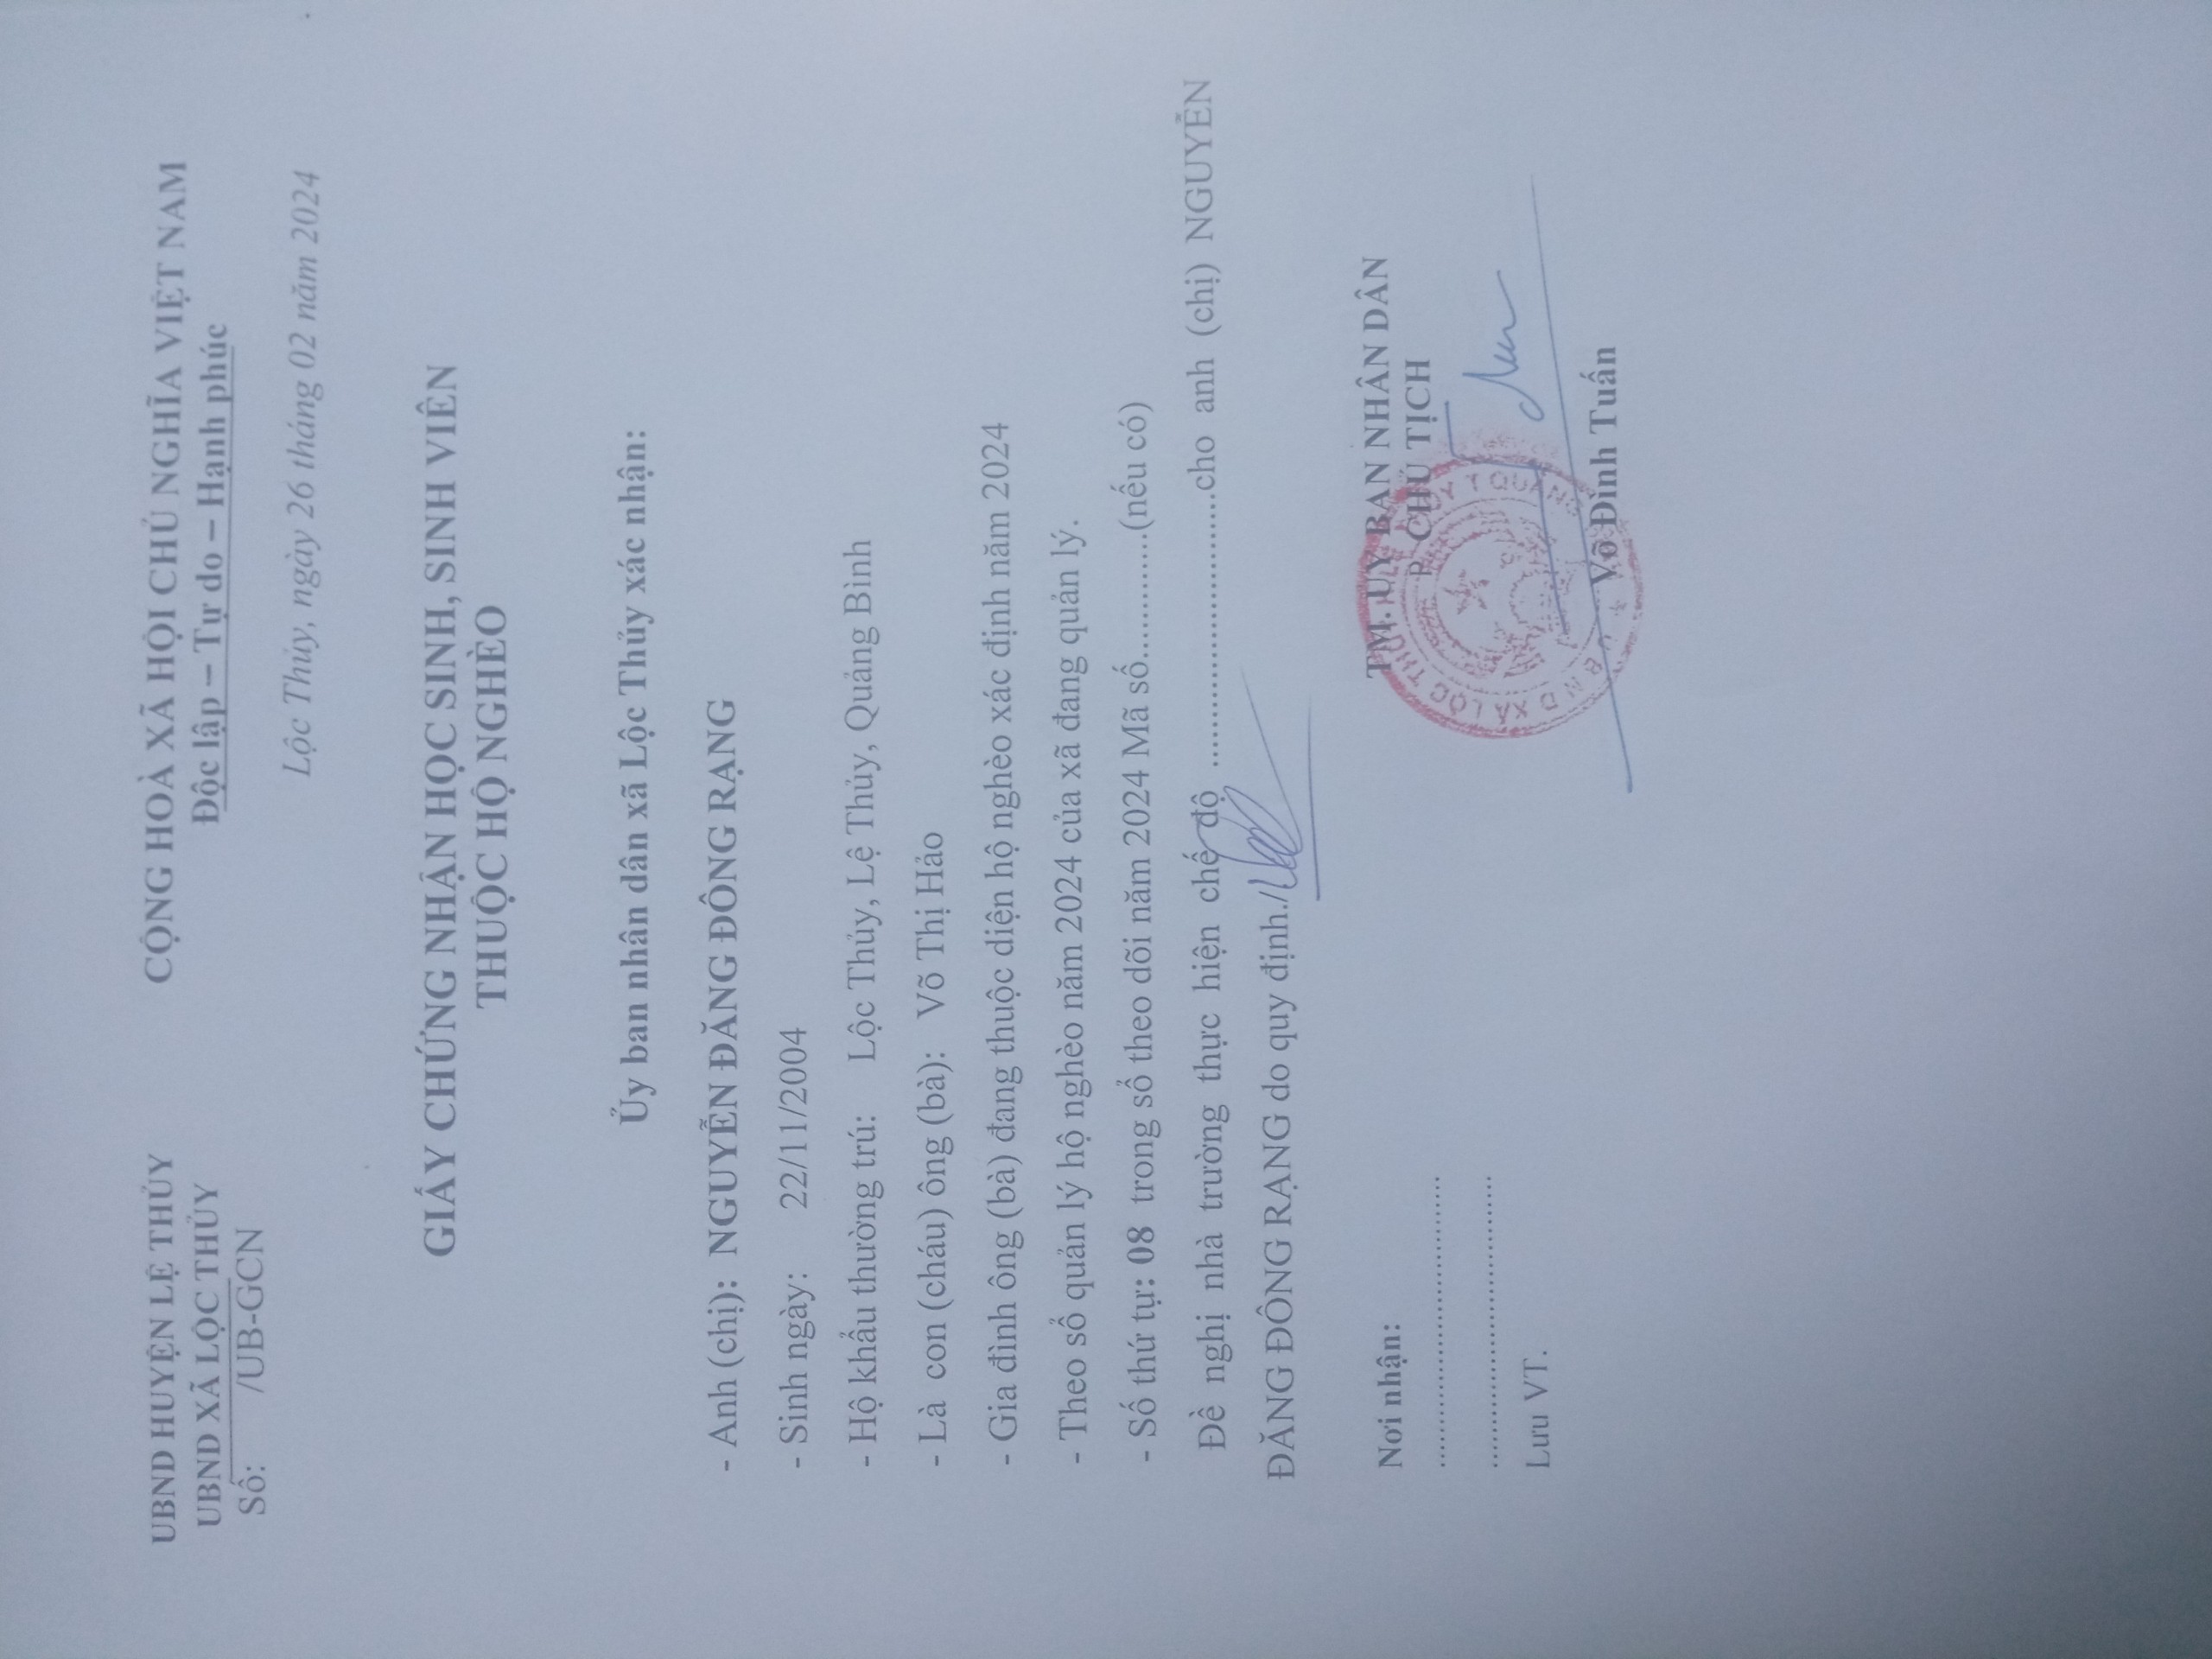 UBND HUYỆN LỆ THỦY
UBND XÃ LỘC THỦY
Số: /UB-GCN
CỘNG HOÀ XÃ HỘI CHỦ NGHĨA VIỆT NAM
Độc lập – Tự do – Hạnh phúc
Lộc Thủy, ngày 26 tháng 02 năm 2024
GIẤY CHỨNG NHẬN HỌC SINH, SINH VIÊN
THUỘC HỘ NGHÈO
Ủy ban nhân dân xã Lộc Thủy xác nhận:
- Anh (chị): NGUYỄN ĐĂNG ĐÔNG RẠNG
- Sinh ngày: 22/11/2004
- Hộ khẩu thường trú: Lộc Thủy, Lệ Thủy, Quảng Bình
- Là con (cháu) ông (bà): Võ Thị Hảo
- Gia đình ông (bà) đang thuộc diện hộ nghèo xác định năm 2024
- Theo sổ quản lý hộ nghèo năm 2024 của xã đang quản lý.
- Số thứ tự: 08 trong sổ theo dõi năm 2024 Mã số.............(nếu có)
Đề nghị nhà trường thực hiện chế độ ..............................cho anh (chị) NGUYỄN
ĐĂNG ĐÔNG RẠNG do quy định./
Nơi nhận:
................................
................................
Lưu VT.
TM. UỶ BAN NHÂN DÂN
P. CHỦ TỊCH
Võ Đình Tuấn